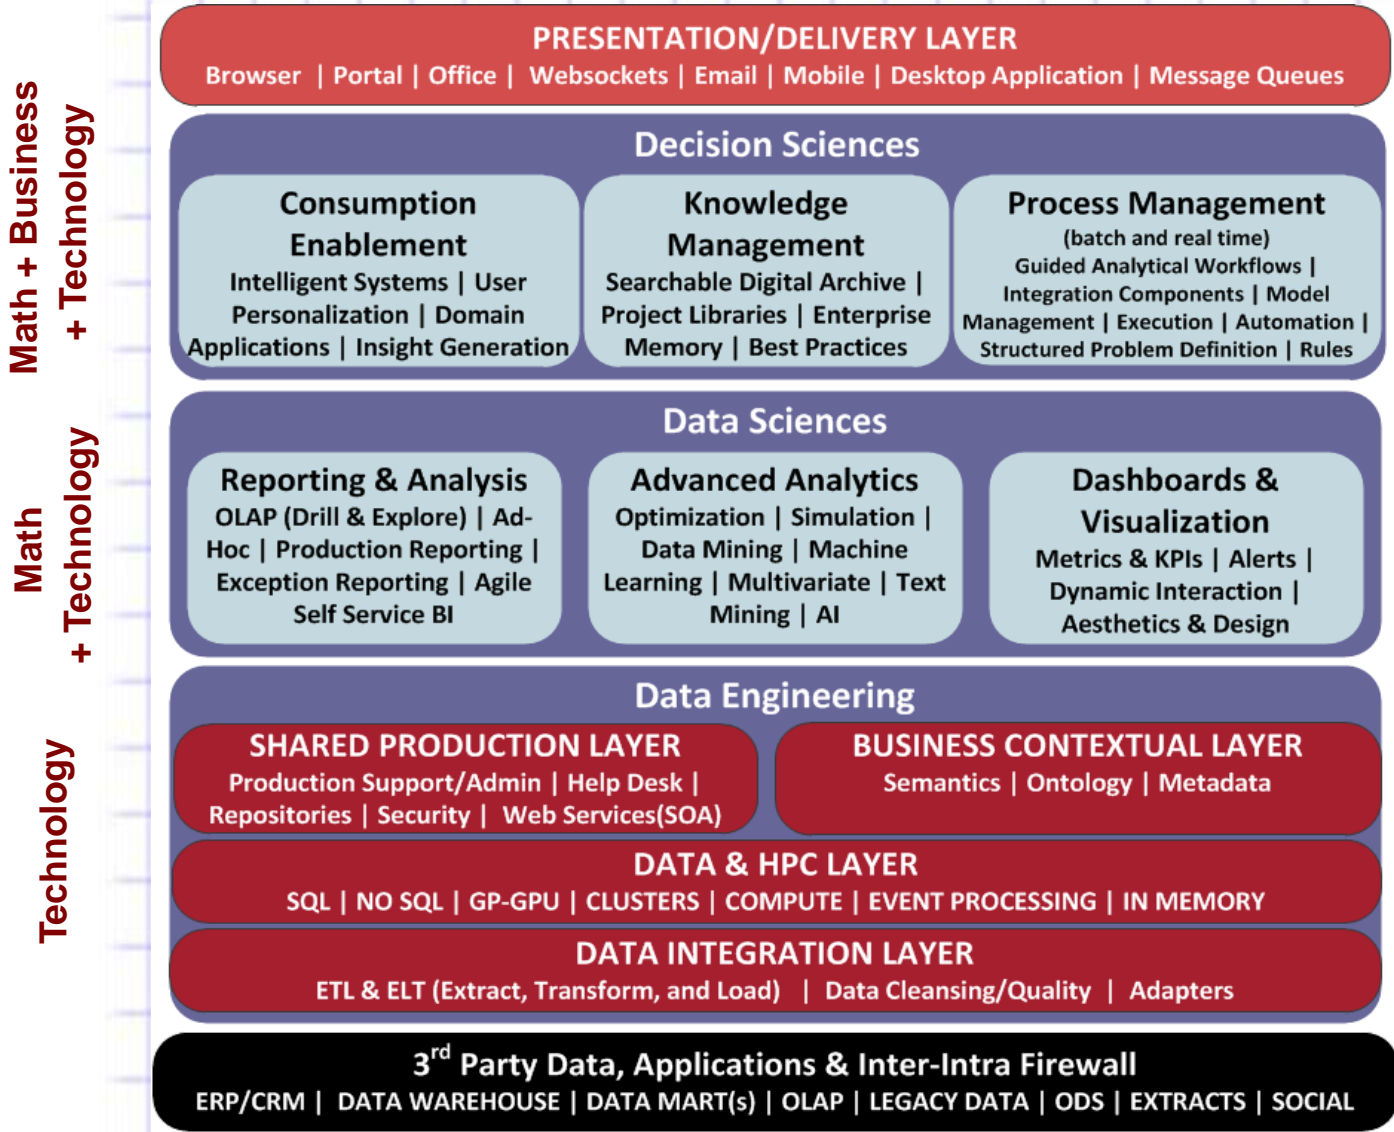 PRESENTATION/DELIVERY LAYER
Browser | Portal | Office | Websockets | Email | Mobile | Desktop Application | Message Queues
Math + Business
+ Technology
Decision Sciences
Consumption
Enablement
Intelligent Systems | User
Personalization | Domain
Applications | Insight Generation
Knowledge
Management
Searchable Digital Archive |
Project Libraries | Enterprise
Memory | Best Practices
Process Management
(batch and real time)
Guided Analytical Workflows |
Integration Components | Model
Management | Execution | Automation |
Structured Problem Definition | Rules
Math
+ Technology
Data Sciences
Reporting & Analysis
OLAP (Drill & Explore) | Ad-
Hoc | Production Reporting |
Exception Reporting | Agile
Self Service BI
Advanced Analytics
Optimization | Simulation |
Data Mining | Machine
Learning | Multivariate | Text
Mining | AI
Dashboards &
Visualization
Metrics & KPIs | Alerts |
Dynamic Interaction |
Aesthetics & Design
Technology
Data Engineering
SHARED PRODUCTION LAYER
Production Support/Admin | Help Desk |
Repositories | Security | Web Services(SOA)
BUSINESS CONTEXTUAL LAYER
Semantics | Ontology | Metadata
DATA & HPC LAYER
SQL | NO SQL | GP-GPU | CLUSTERS | COMPUTE | EVENT PROCESSING | IN MEMORY
DATA INTEGRATION LAYER
ETL & ELT (Extract, Transform, and Load) | Data Cleansing/Quality | Adapters
3rd Party Data, Applications & Inter-Intra Firewall
ERP/CRM | DATA WAREHOUSE | DATA MART(s) | OLAP | LEGACY DATA | ODS | EXTRACTS | SOCIAL